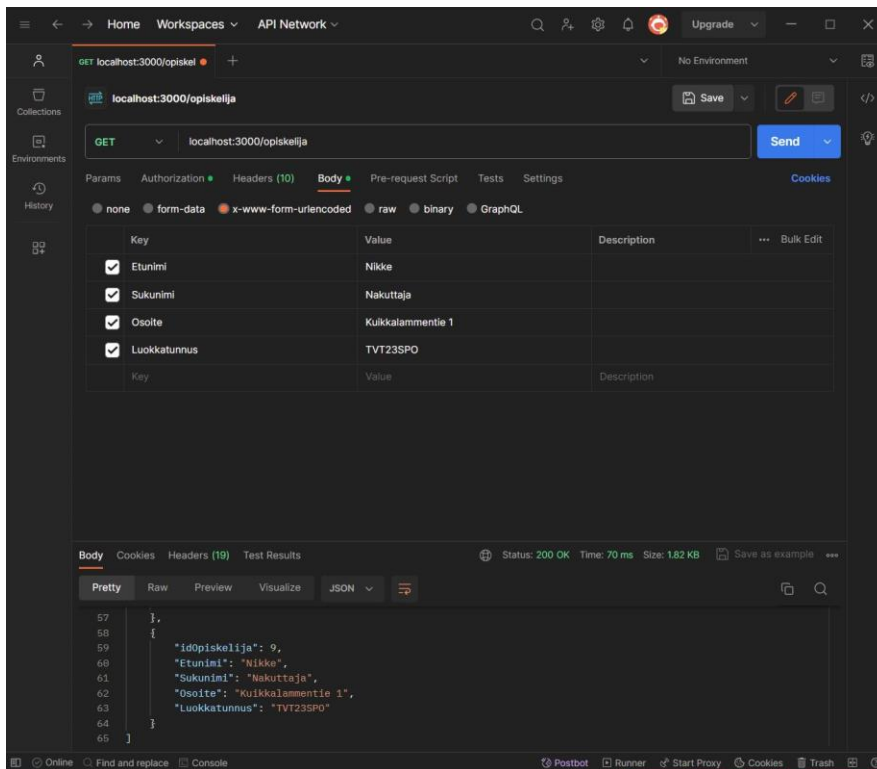 Home Workspaces API Network Upgrade
GET localhost:3000/opiskel No Environment
HTTP localhost:3000/opiskelija Save
Collections
GET localhost:3000/opiskelija Send
Environments
Params Authorization Headers (10) Body Pre-request Script Tests Settings Cookies
History
none form-data x-www-form-urlencoded raw binary GraphQL
Key Value Description Bulk Edit
Etunimi Nikke
Sukunimi Nakuttaja
Osoite Kuikkalammentie 1
Luokkatunnus TVT23SPO
Key Value Description
Body Cookies Headers (19) Test Results Status: 200 OK Time: 70 ms Size: 1.82 KB Save as example
Pretty Raw Preview Visualize JSON
57 },
58 {
59 "idOpiskelija": 9,
60 "Etunimi": "Nikke",
61 "Sukunimi": "Nakuttaja",
62 "Osoite": "Kuikkalammentie 1",
63 "Luokkatunnus": "TVT23SPO"
64 }
65 ]
Online Find and replace Console Postbot Runner Start Proxy Cookies Trash